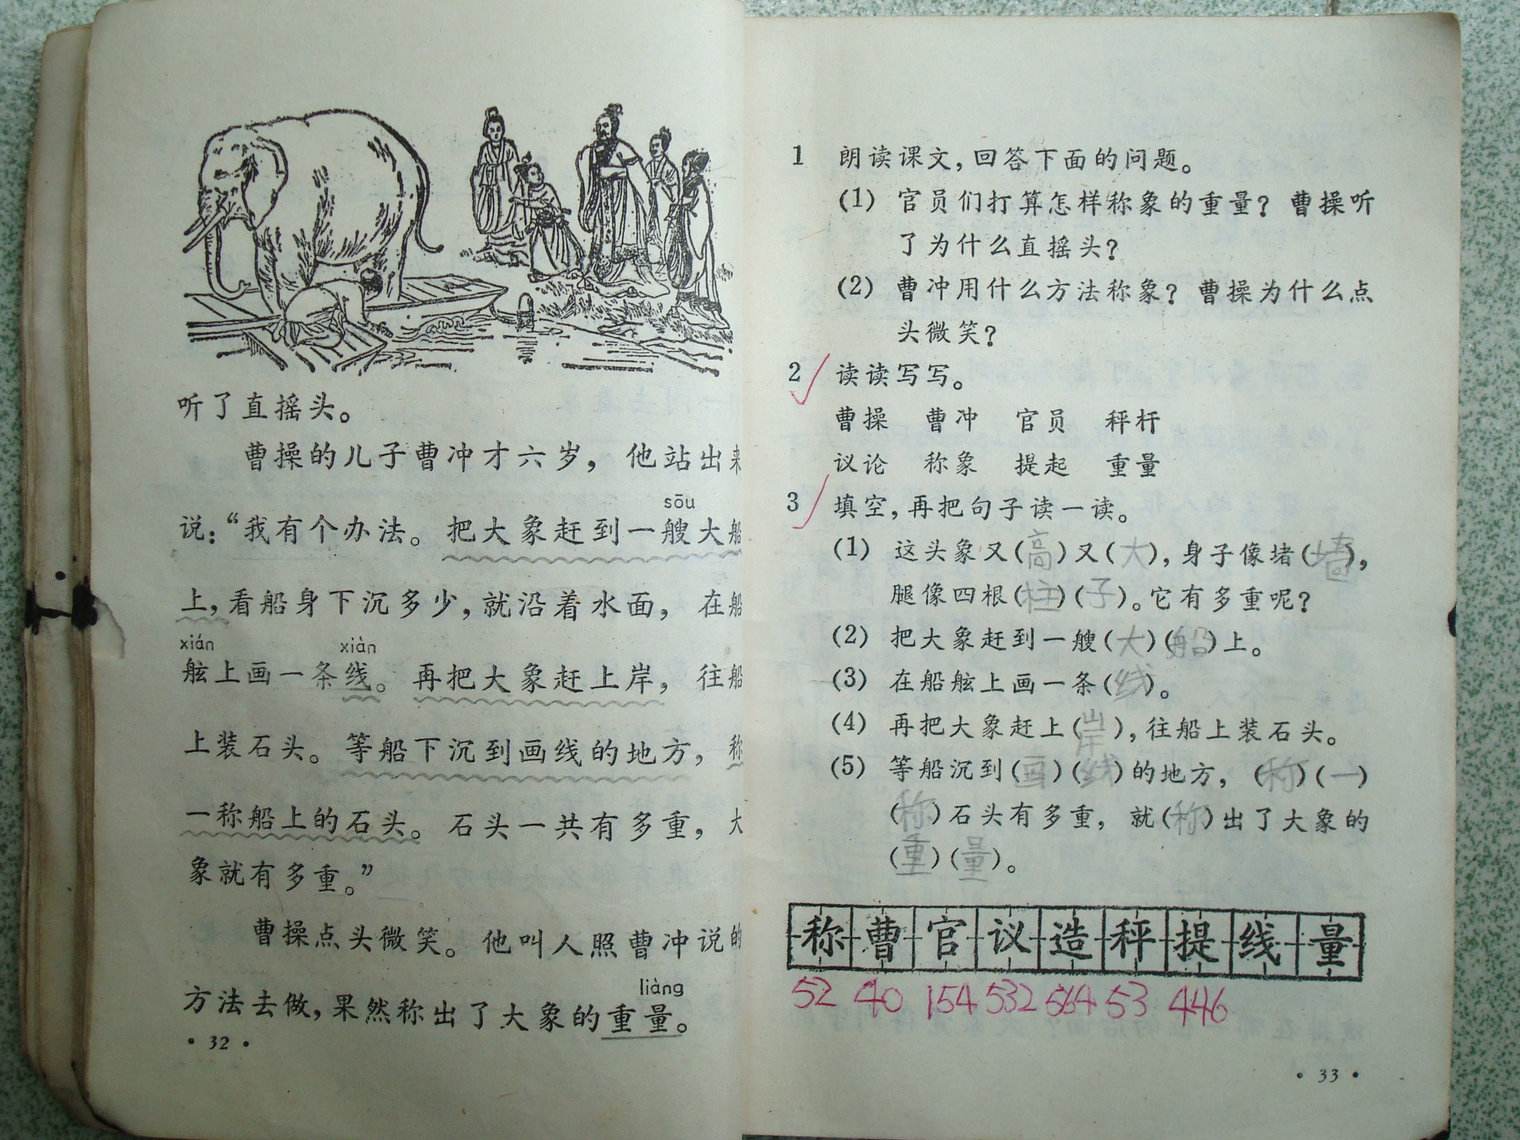 听了直摇头。
曹操的儿子曹冲才六岁，他站出来
sōu
说：“我有个办法。把大象赶到一艘大船
上，看船身下沉多少，就沿着水面，在船
xián xiàn
舷上画一条线。再把大象赶上岸，往船
上装石头。等船下沉到画线的地方，称
一称船上的石头。石头一共有多重，大
象就有多重。”
曹操点头微笑。他叫人照曹冲说的
liàng
方法去做，果然称出了大象的重量。
·32·
1 朗读课文，回答下面的问题。
(1) 官员们打算怎样称象的重量？曹操听
了为什么直摇头？
(2) 曹冲用什么方法称象？曹操为什么点
头微笑？
2 读读写写。
曹操 曹冲 官员 秤杆
议论 称象 提起 重量
3 填空，再把句子读一读。
(1) 这头象又(高)又(大)，身子像堵(墙)，
腿像四根(柱)(子)。它有多重呢？
(2) 把大象赶到一艘(大)(船)上。
(3) 在船舷上画一条(线)。
(4) 再把大象赶上(岸)，往船上装石头。
(5) 等船沉到(画)(线)的地方，(称)(一)
(称)石头有多重，就(称)出了大象的
(重)(量)。
称曹官议造秤提线量
52 40 154 532 564 53 446
·33·